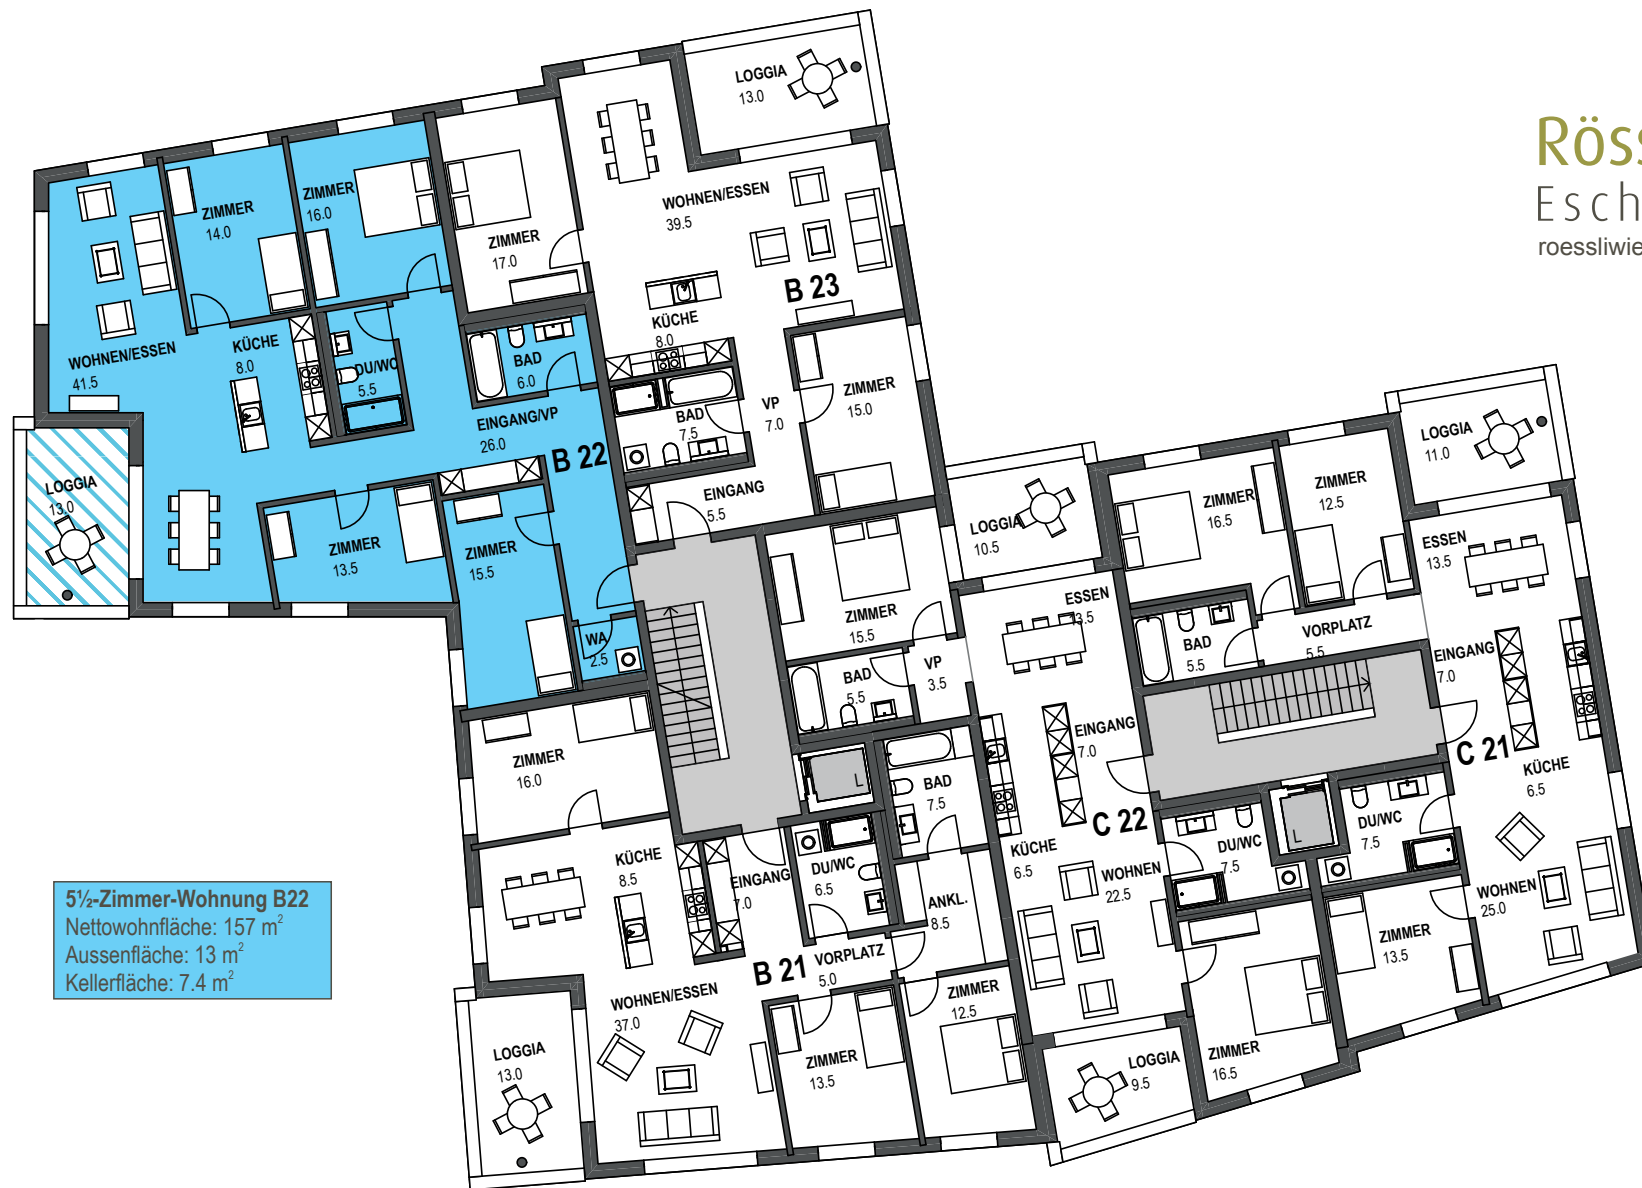 LOGGIA
13.0
Röss
Esch
roessliwie
ZIMMER
14.0
ZIMMER
16.0
ZIMMER
17.0
WOHNEN/ESSEN
39.5
B 23
KÜCHE
8.0
WOHNEN/ESSEN
41.5
KÜCHE
8.0
DU/WC
5.5
BAD
6.0
EINGANG/VP
26.0
B 22
BAD
7.5
VP
7.0
ZIMMER
15.0
LOGGIA
13.0
ZIMMER
13.5
ZIMMER
15.5
WA
2.5
EINGANG
5.5
LOGGIA
10.5
ZIMMER
16.5
ZIMMER
12.5
LOGGIA
11.0
ESSEN
13.5
ZIMMER
15.5
ESSEN
13.5
BAD
5.5
VORPLATZ
5.5
EINGANG
7.0
BAD
5.5
VP
3.5
EINGANG
7.0
C 21
KÜCHE
6.5
ZIMMER
16.0
L
BAD
7.5
C 22
L
DU/WC
7.5
DU/WC
7.5
KÜCHE
8.5
EINGANG
7.0
DU/WC
6.5
KÜCHE
6.5
WOHNEN
22.5
WOHNEN
25.0
ANKL.
8.5
ZIMMER
13.5
5½-Zimmer-Wohnung B22
Nettowohnfläche: 157 m²
Aussenfläche: 13 m²
Kellerfläche: 7.4 m²
B 21
VORPLATZ
5.0
WOHNEN/ESSEN
37.0
ZIMMER
12.5
LOGGIA
13.0
ZIMMER
13.5
LOGGIA
9.5
ZIMMER
16.5